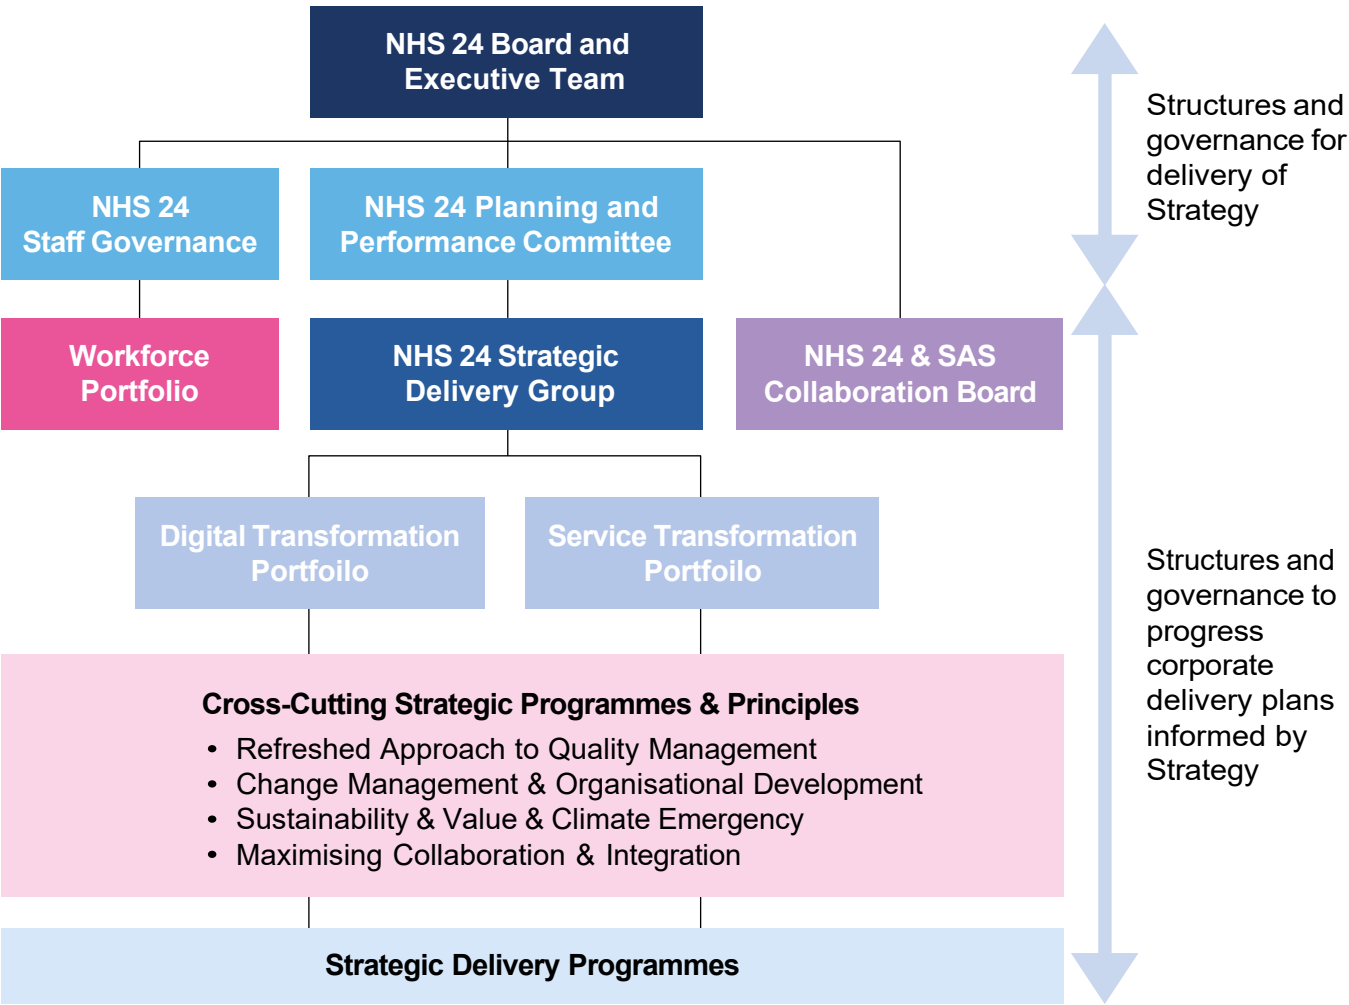 NHS 24 Board and
Executive Team
Structures and
governance for
delivery of
Strategy
NHS 24
Staff Governance
NHS 24 Planning and
Performance Committee
Workforce
Portfolio
NHS 24 Strategic
Delivery Group
NHS 24 & SAS
Collaboration Board
Digital Transformation
Portfoilo
Service Transformation
Portfoilo
Structures and
governance to
progress
corporate
delivery plans
informed by
Strategy
Cross-Cutting Strategic Programmes & Principles
• Refreshed Approach to Quality Management
• Change Management & Organisational Development
• Sustainability & Value & Climate Emergency
• Maximising Collaboration & Integration
Strategic Delivery Programmes